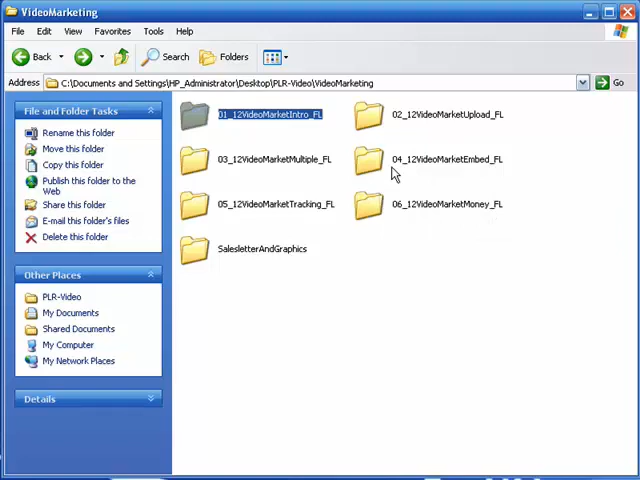 VideoMarketing
File Edit View Favorites Tools Help
Back Search Folders
Address C:\Documents and Settings\HP_Administrator\Desktop\PLR-Video\VideoMarketing Go
File and Folder Tasks
Rename this folder
Move this folder
Copy this folder
Publish this folder to the
Web
Share this folder
E-mail this folder's files
Delete this folder
Other Places
PLR-Video
My Documents
Shared Documents
My Computer
My Network Places
Details
01_12VideoMarketIntro_FL
02_12VideoMarketUpload_FL
03_12VideoMarketMultiple_FL
04_12VideoMarketEmbed_FL
05_12VideoMarketTracking_FL
06_12VideoMarketMoney_FL
SalesletterAndGraphics